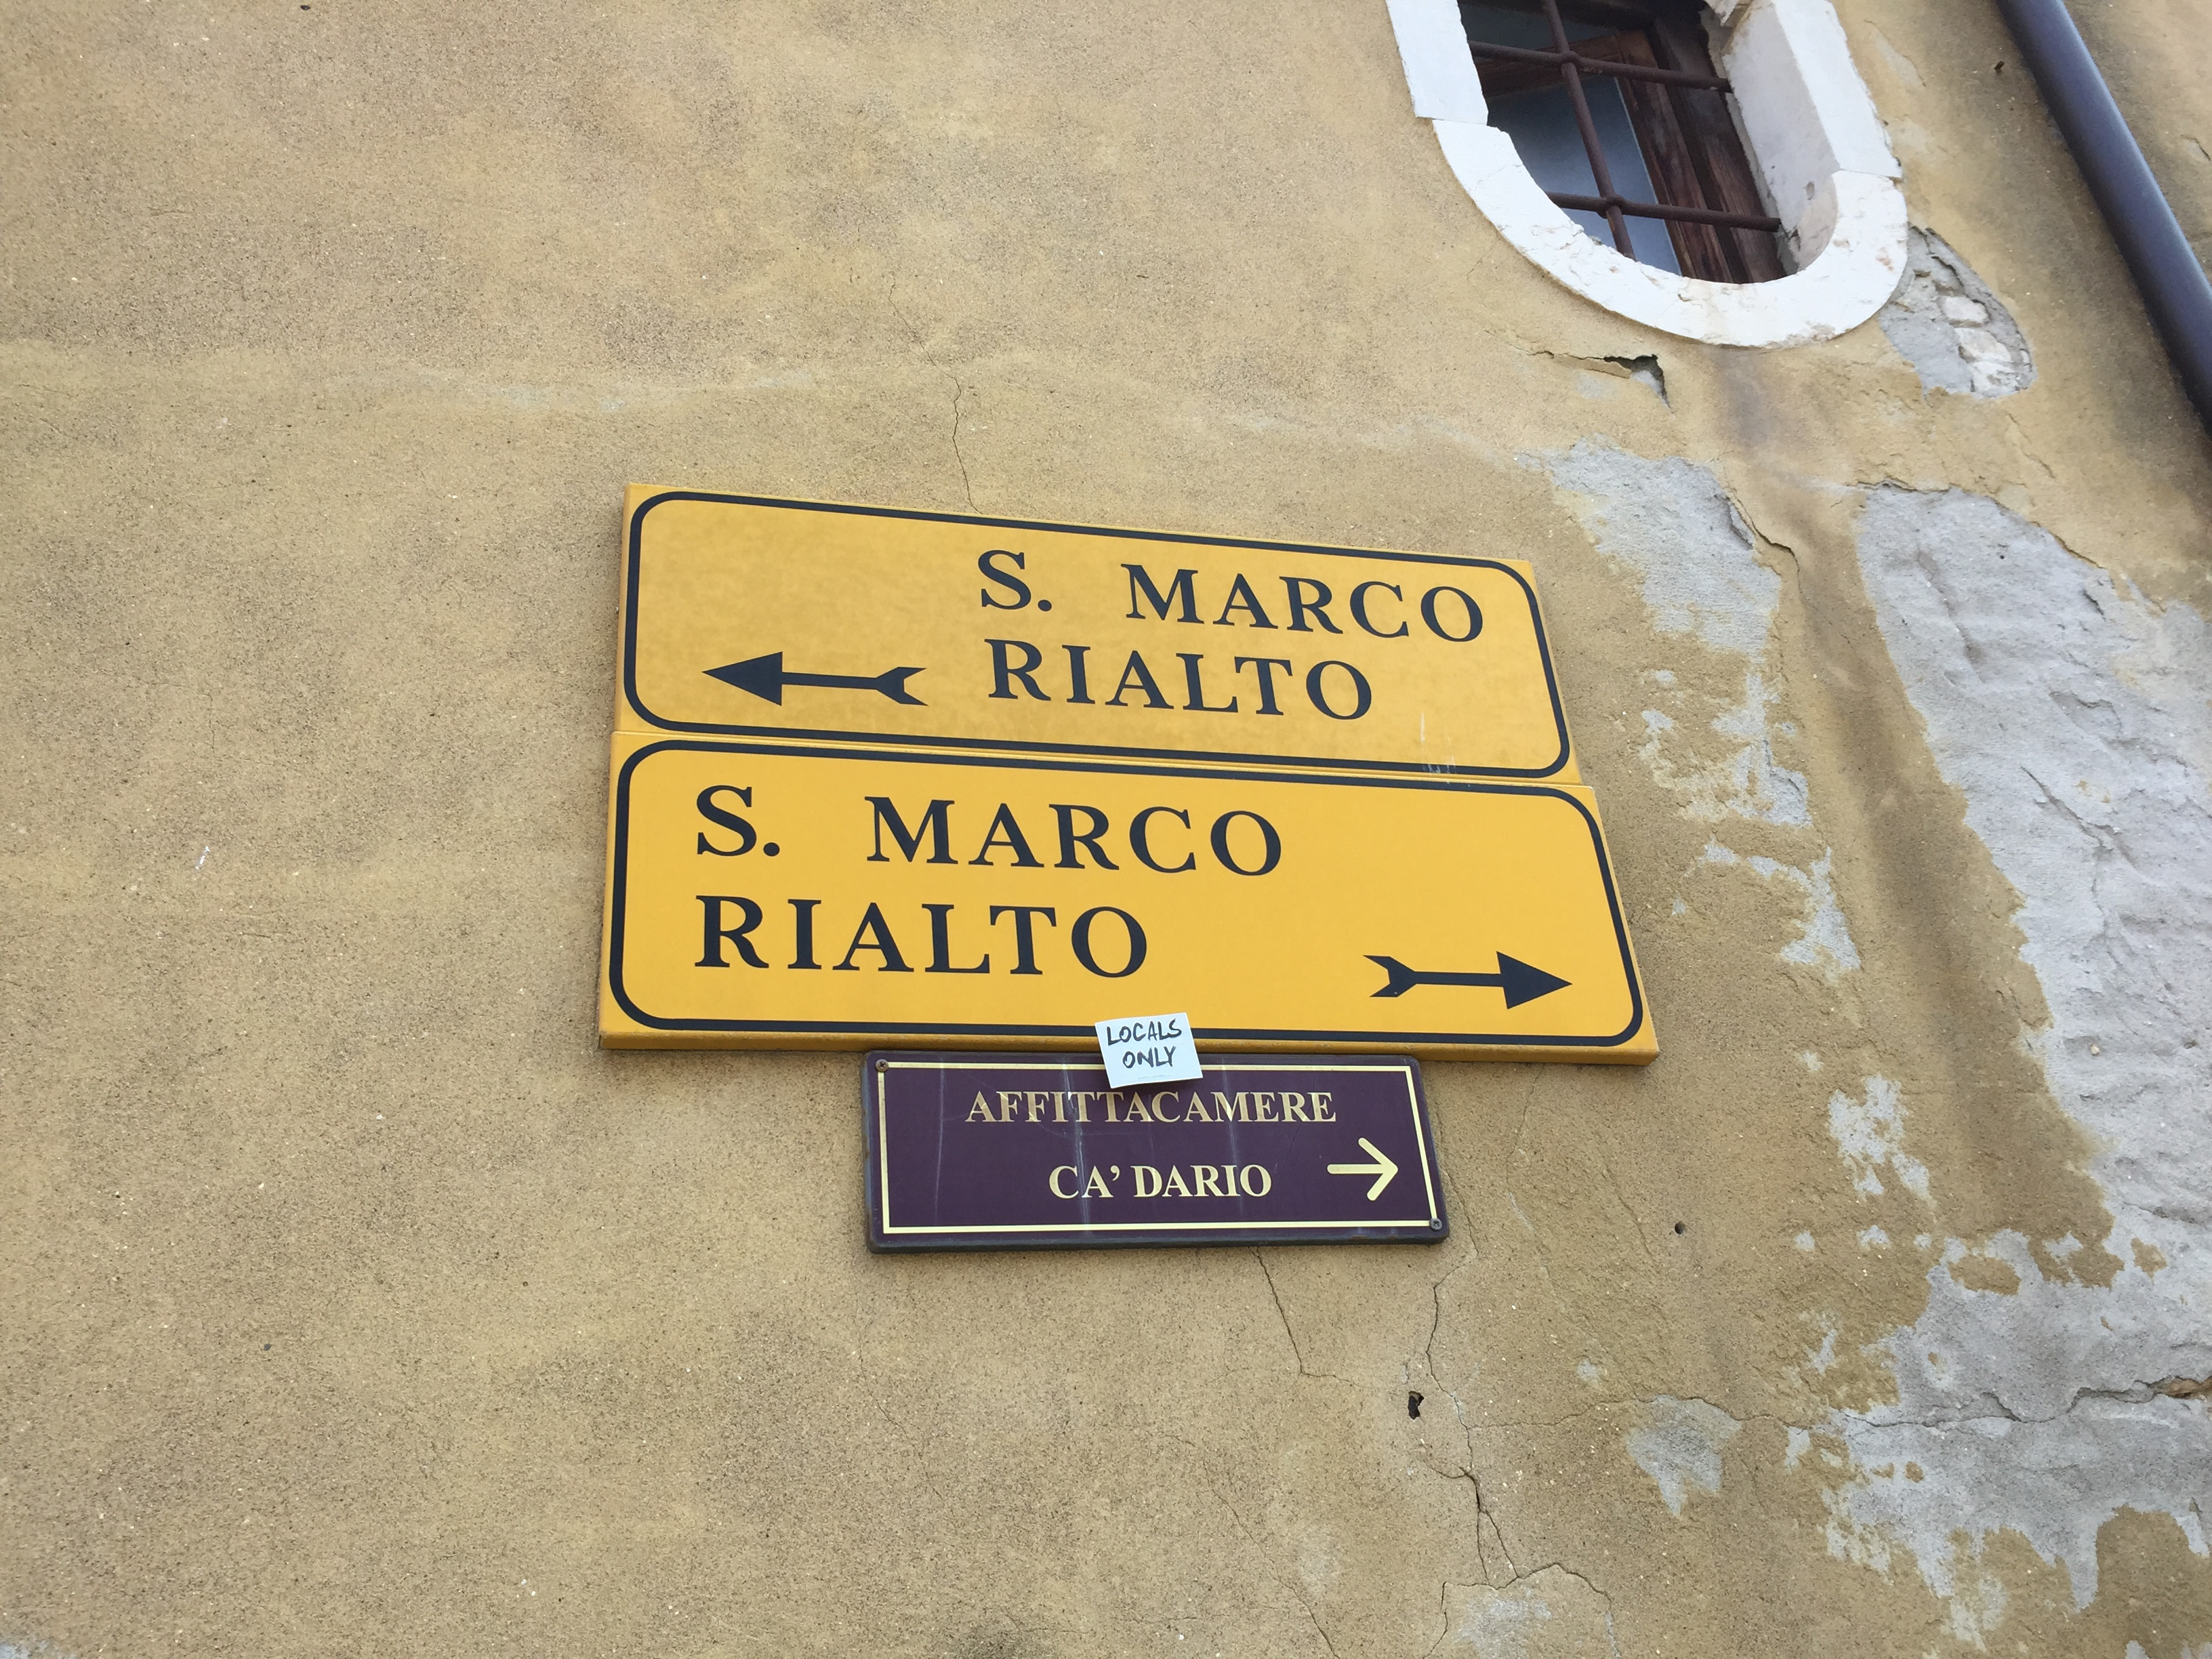 S. MARCO
RIALTO
S. MARCO
RIALTO
LOCALS
ONLY
AFFITTACAMERE
CA' DARIO